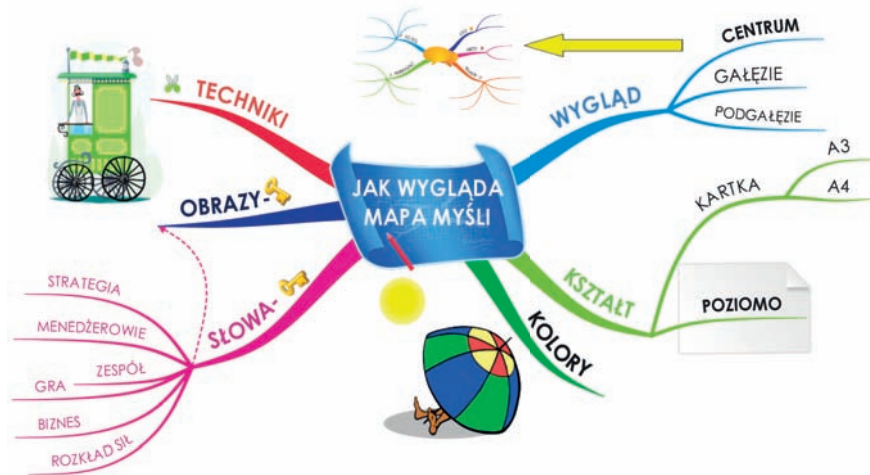 JAK WYGLĄDA
MAPA MYŚLI
WYGLĄD
CENTRUM
GAŁĘZIE
PODGAŁĘZIE
KSZTAŁT
KARTKA
A3
A4
POZIOMO
KOLORY
SŁOWA-
STRATEGIA
MENEDŻEROWIE
ZESPÓŁ
GRA
BIZNES
ROZKŁAD SIŁ
OBRAZY-
TECHNIKI